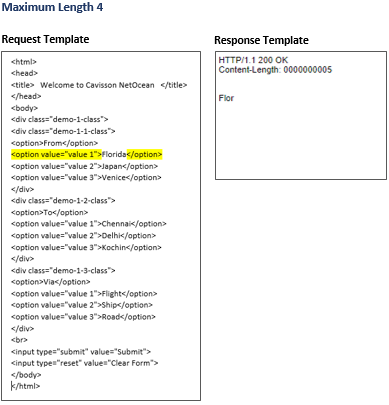 Maximum Length 4
Request Template
<html>
<head>
<title>   Welcome to Cavisson NetOcean   </title>
</head>
<body>
<div class="demo-1-class">
<div class="demo-1-1-class">
<option>From</option>
<option value="value 1">Florida</option>
<option value="value 2">Japan</option>
<option value="value 3">Venice</option>
</div>
<div class="demo-1-2-class">
<option>To</option>
<option value="value 1">Chennai</option>
<option value="value 2">Delhi</option>
<option value="value 3">Kochin</option>
</div>
<div class="demo-1-3-class">
<option>Via</option>
<option value="value 1">Flight</option>
<option value="value 2">Ship</option>
<option value="value 3">Road</option>
</div>
<br>
<input type="submit" value="Submit">
<input type="reset" value="Clear Form">
</body>
</html>
Response Template
HTTP/1.1 200 OK
Content-Length: 0000000005
Flor